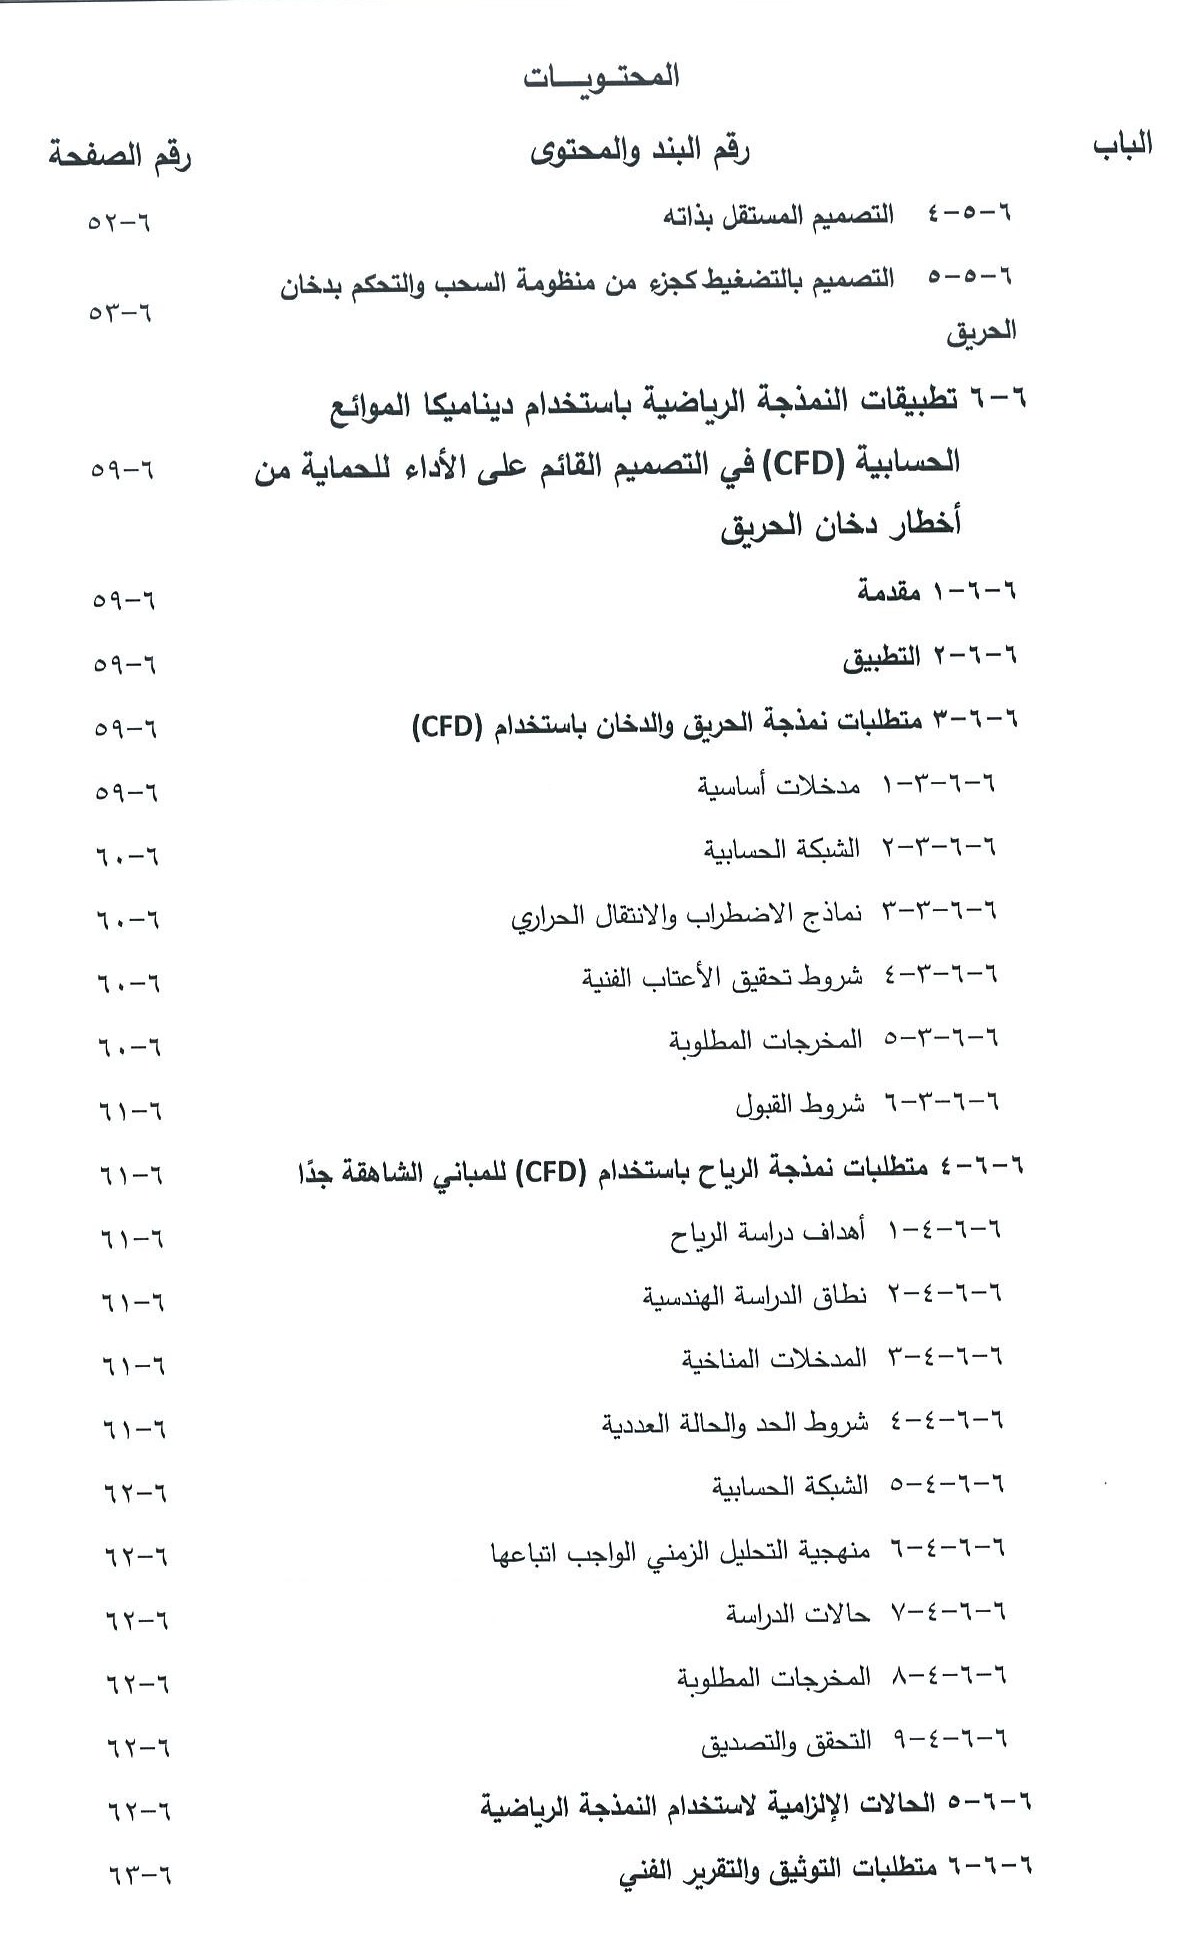 المحتويات
الباب رقم البند والمحتوى رقم الصفحة
٦-٥-٤ التصميم المستقل بذاته ٦-٥٢
٦-٥-٥ التصميم بالتضغيط كجزء من منظومة السحب والتحكم بدخان
الحريق ٦-٥٣
٦-٦ تطبيقات النمذجة الرياضية باستخدام ديناميكا الموائع
الحسابية (CFD) في التصميم القائم على الأداء للحماية من ٦-٥٩
أخطار دخان الحريق
٦-٦-١ مقدمة ٦-٥٩
٦-٦-٢ التطبيق ٦-٥٩
٦-٦-٣ متطلبات نمذجة الحريق والدخان باستخدام (CFD) ٦-٥٩
٦-٦-٣-١ مدخلات أساسية ٦-٥٩
٦-٦-٣-٢ الشبكة الحسابية ٦-٦٠
٦-٦-٣-٣ نماذج الاضطراب والانتقال الحراري ٦-٦٠
٦-٦-٣-٤ شروط تحقيق الأعتاب الفنية ٦-٦٠
٦-٦-٣-٥ المخرجات المطلوبة ٦-٦٠
٦-٦-٣-٦ شروط القبول ٦-٦١
٦-٦-٤ متطلبات نمذجة الرياح باستخدام (CFD) للمباني الشاهقة جدًا ٦-٦١
٦-٦-٤-١ أهداف دراسة الرياح ٦-٦١
٦-٦-٤-٢ نطاق الدراسة الهندسية ٦-٦١
٦-٦-٤-٣ المدخلات المناخية ٦-٦١
٦-٦-٤-٤ شروط الحد والحالة العددية ٦-٦١
٦-٦-٤-٥ الشبكة الحسابية ٦-٦٢
٦-٦-٤-٦ منهجية التحليل الزمني الواجب اتباعها ٦-٦٢
٦-٦-٤-٧ حالات الدراسة ٦-٦٢
٦-٦-٤-٨ المخرجات المطلوبة ٦-٦٢
٦-٦-٤-٩ التحقق والتصديق ٦-٦٢
٦-٦-٥ الحالات الإلزامية لاستخدام النمذجة الرياضية ٦-٦٢
٦-٦-٦ متطلبات التوثيق والتقرير الفني ٦-٦٣